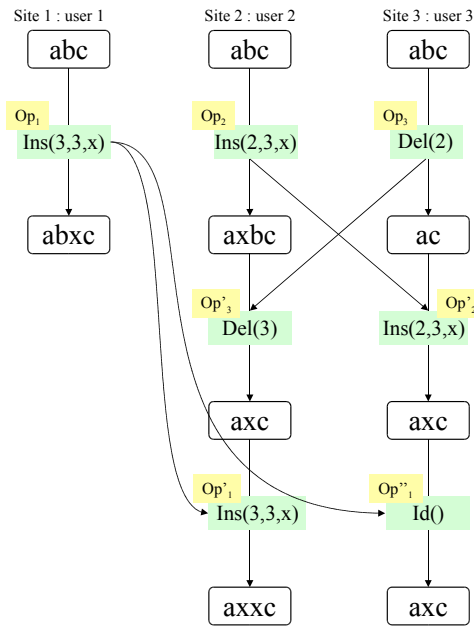 Site 1 : user 1 Site 2 : user 2 Site 3 : user 3
abc abc abc
Op1 Op2 Op3
Ins(3,3,x) Ins(2,3,x) Del(2)
abxc axbc ac
Op’3 Op’2
Del(3) Ins(2,3,x)
axc axc
Op’1 Op’’1
Ins(3,3,x) Id()
axxc axc